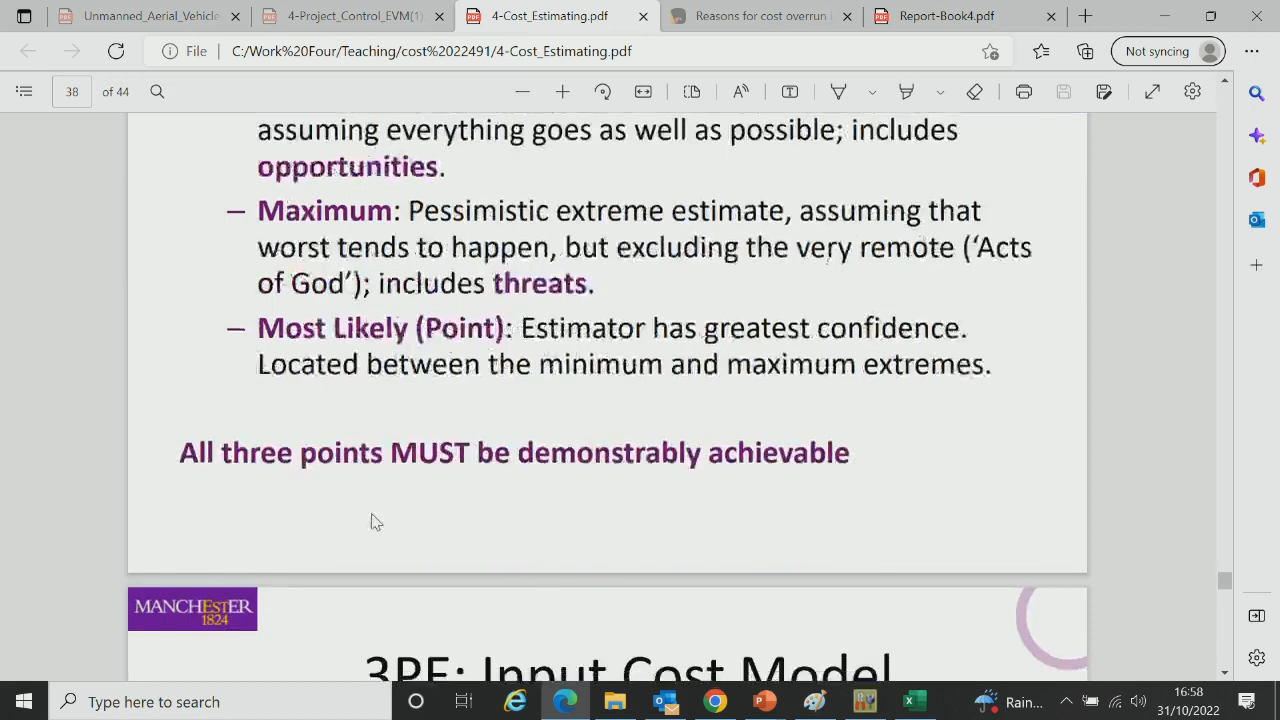 Unmanned_Aerial_Vehicle
4-Project_Control_EVM(1)
4-Cost_Estimating.pdf
Reasons for cost overrun
Report-Book4.pdf
File
C:/Work%20Four/Teaching/cost%2022491/4-Cost_Estimating.pdf
Not syncing
38 of 44
assuming everything goes as well as possible; includes
opportunities.
– Maximum: Pessimistic extreme estimate, assuming that
worst tends to happen, but excluding the very remote (‘Acts
of God’); includes threats.
– Most Likely (Point): Estimator has greatest confidence.
Located between the minimum and maximum extremes.
All three points MUST be demonstrably achievable
MANCHESTER
1824
3PE: Input Cost Model
Type here to search
Rain...
16:58
31/10/2022